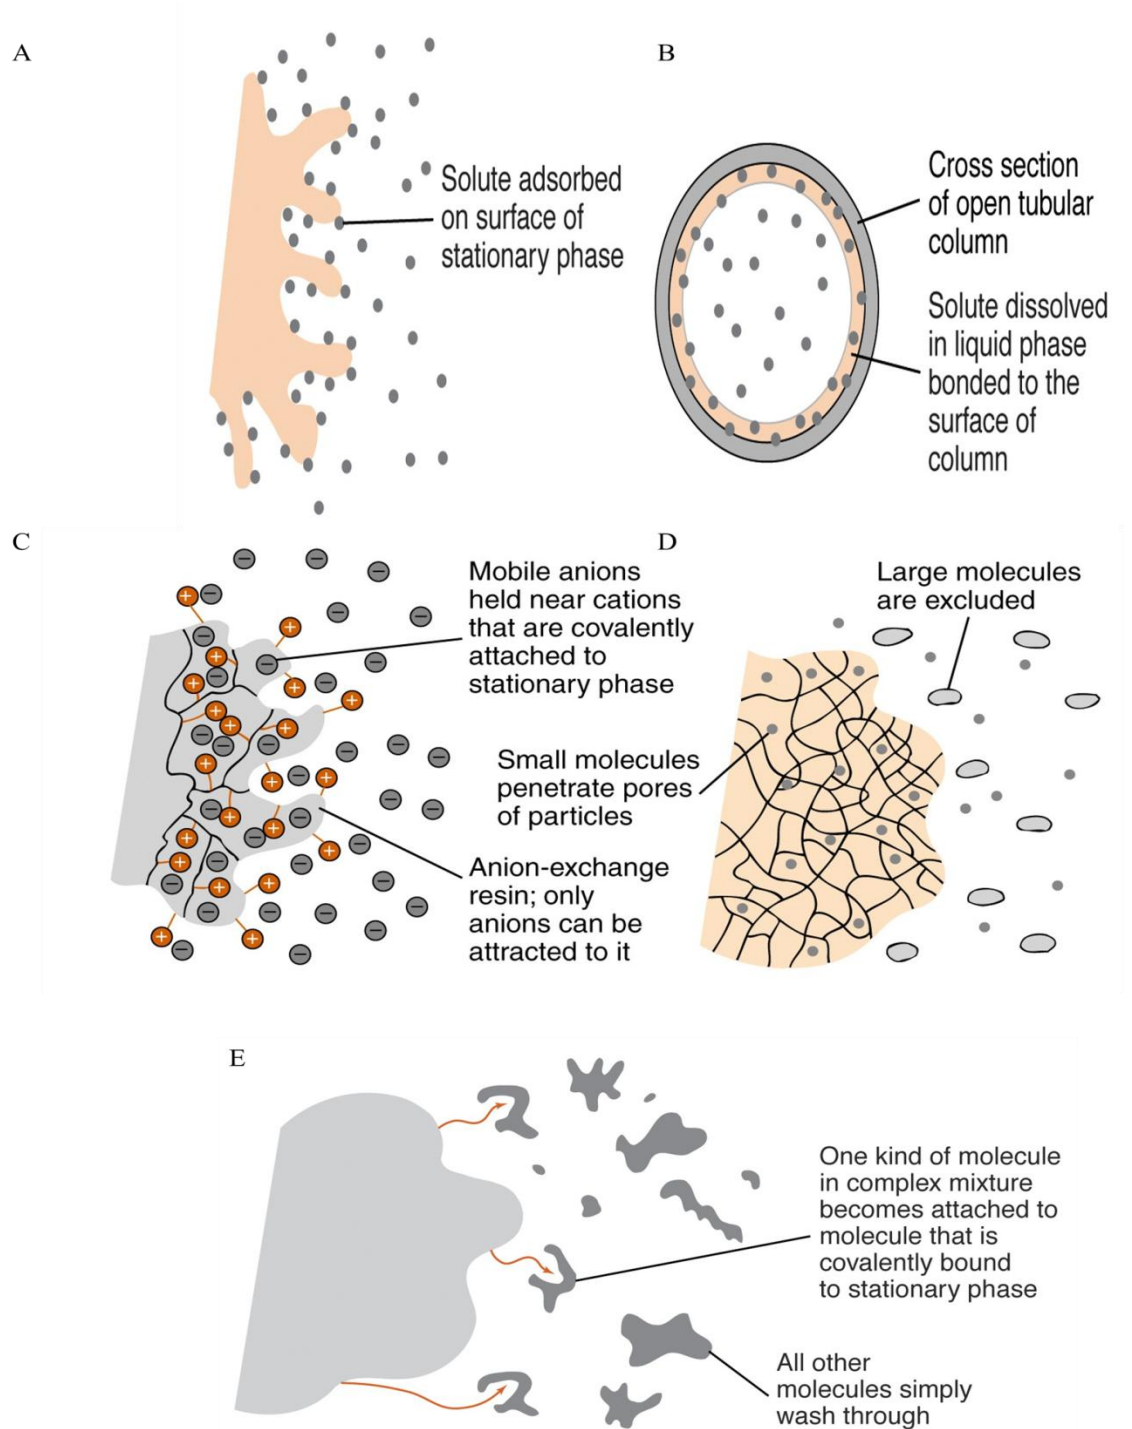 A
Solute adsorbed
on surface of
stationary phase
B
Cross section
of open tubular
column
Solute dissolved
in liquid phase
bonded to the
surface of
column
C
Mobile anions
held near cations
that are covalently
attached to
stationary phase
Anion-exchange
resin; only
anions can be
attracted to it
D
Large molecules
are excluded
Small molecules
penetrate pores
of particles
E
One kind of molecule
in complex mixture
becomes attached to
molecule that is
covalently bound
to stationary phase
All other
molecules simply
wash through